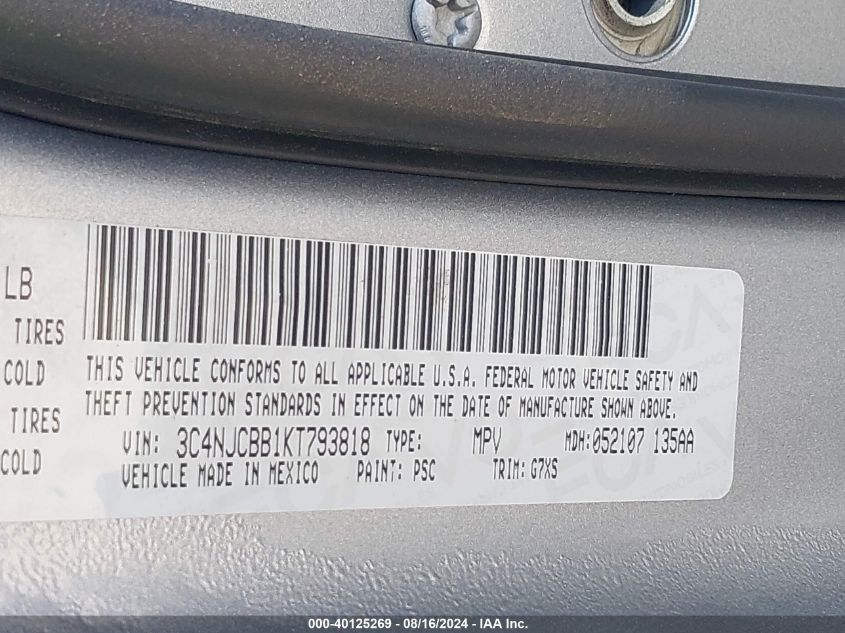 LB
TIRES
COLD
TIRES
COLD
THIS VEHICLE CONFORMS TO ALL APPLICABLE U.S.A. FEDERAL MOTOR VEHICLE SAFETY AND
THEFT PREVENTION STANDARDS IN EFFECT ON THE DATE OF MANUFACTURE SHOWN ABOVE.
VIN: 3C4NJCBB1KT793818 TYPE: MPV MDH:052107 135AA
VEHICLE MADE IN MEXICO PAINT: PSC TRIM: G7XS
000-40125269 - 08/16/2024 - IAA Inc.